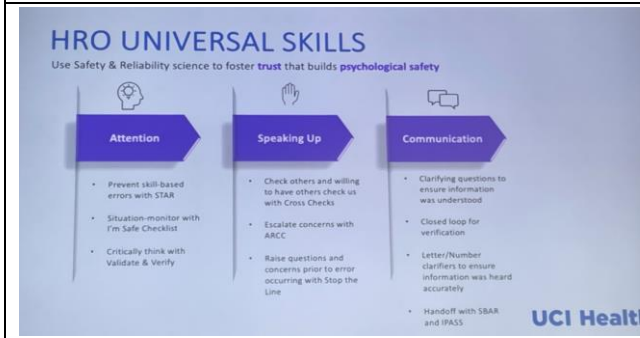 HRO UNIVERSAL SKILLS
Use Safety & Reliability science to foster trust that builds psychological safety
Attention
• Prevent skill-based
errors with STAR
• Situation-monitor with
I'm Safe Checklist
• Critically think with
Validate & Verify
Speaking Up
• Check others and willing
to have others check us
with Cross Checks
• Escalate concerns with
ARCC
• Raise questions and
concerns prior to error
occurring with Stop the
Line
Communication
• Clarifying questions to
ensure information
was understood
• Closed loop for
verification
• Letter/Number
clarifiers to ensure
information was heard
accurately
• Handoff with SBAR
and IPASS
UCI Healt